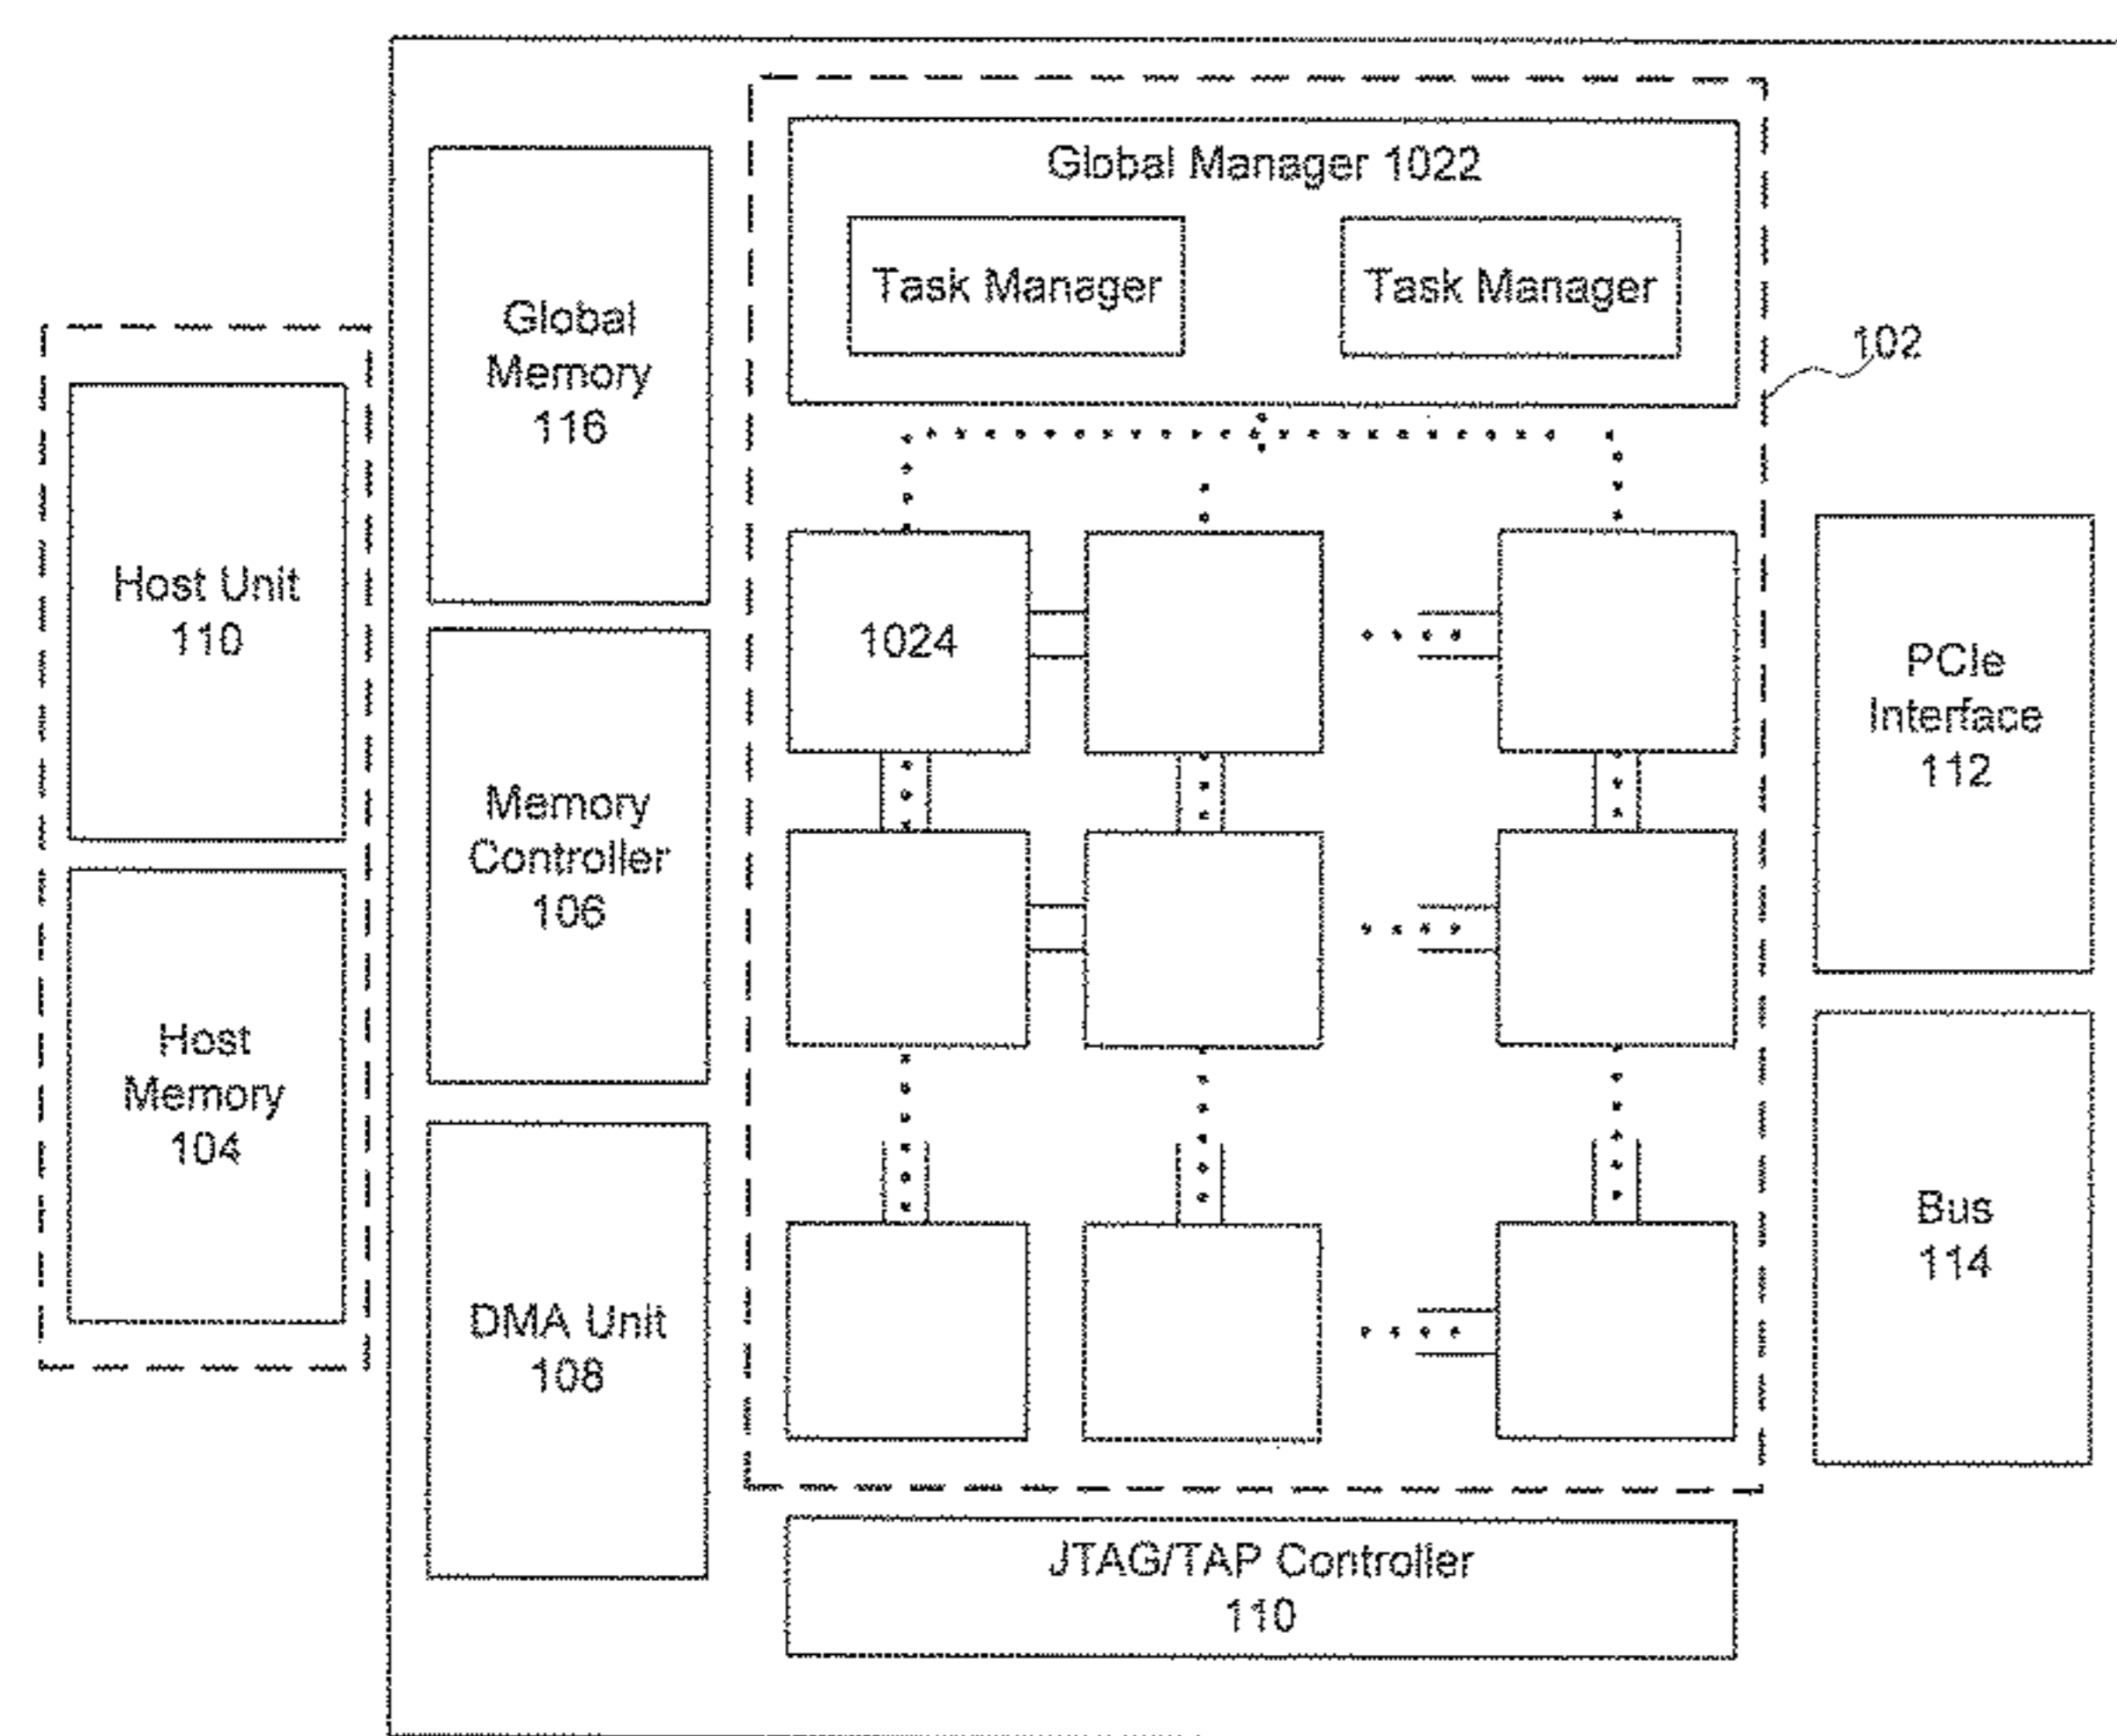 Global Manager 1022
Task Manager
Task Manager
Global
Memory
116
102
Host Unit
110
1024
PCIe
Interface
112
Memory
Controller
106
Host
Memory
104
Bus
114
DMA Unit
108
JTAG/TAP Controller
110